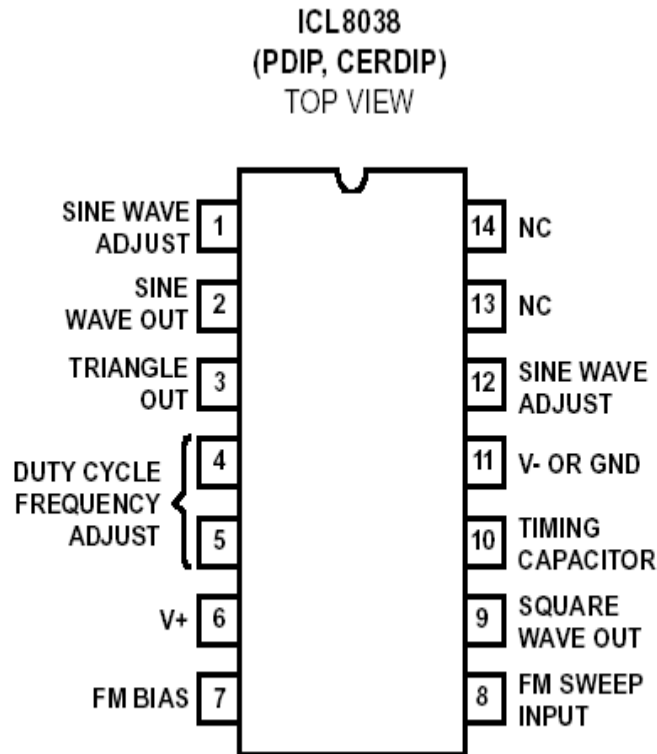 ICL8038
(PDIP, CERDIP)
TOP VIEW
SINE WAVE
ADJUST
1
SINE
WAVE OUT
2
TRIANGLE
OUT
3
DUTY CYCLE
FREQUENCY
ADJUST
4
5
V+
6
FM BIAS
7
14
NC
13
NC
12
SINE WAVE
ADJUST
11
V- OR GND
10
TIMING
CAPACITOR
9
SQUARE
WAVE OUT
8
FM SWEEP
INPUT